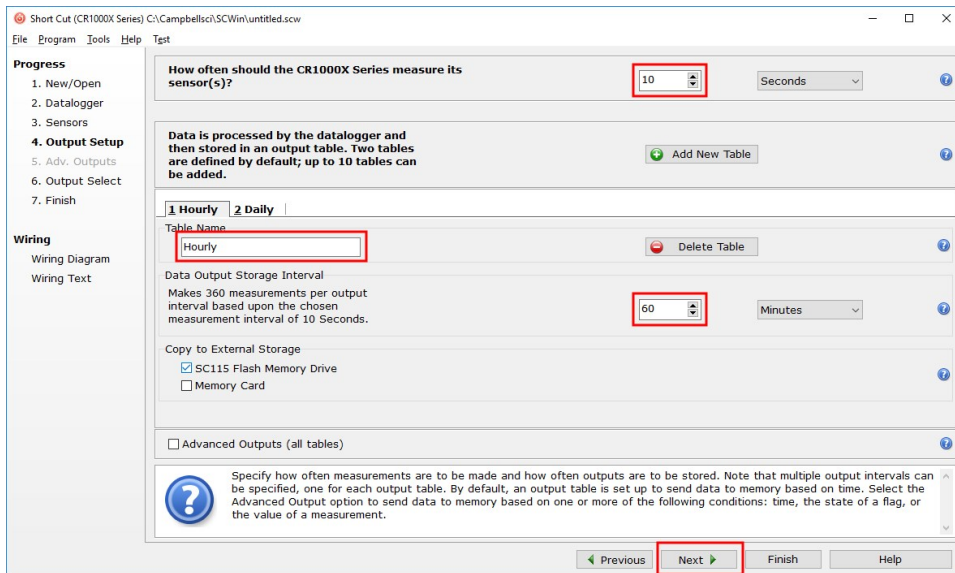 Short Cut (CR1000X Series) C:\Campbellsci\SCWin\untitled.scw
File Program Tools Help Test
Progress
1. New/Open
2. Datalogger
3. Sensors
4. Output Setup
5. Adv. Outputs
6. Output Select
7. Finish
Wiring
Wiring Diagram
Wiring Text
How often should the CR1000X Series measure its
sensor(s)?
10
Seconds
Data is processed by the datalogger and
then stored in an output table. Two tables
are defined by default; up to 10 tables can
be added.
Add New Table
1 Hourly 2 Daily
Table Name
Hourly
Delete Table
Data Output Storage Interval
Makes 360 measurements per output
interval based upon the chosen
measurement interval of 10 Seconds.
60
Minutes
Copy to External Storage
SC115 Flash Memory Drive
Memory Card
Advanced Outputs (all tables)
Specify how often measurements are to be made and how often outputs are to be stored. Note that multiple output intervals can
be specified, one for each output table. By default, an output table is set up to send data to memory based on time. Select the
Advanced Output option to send data to memory based on one or more of the following conditions: time, the state of a flag, or
the value of a measurement.
Previous Next Finish Help